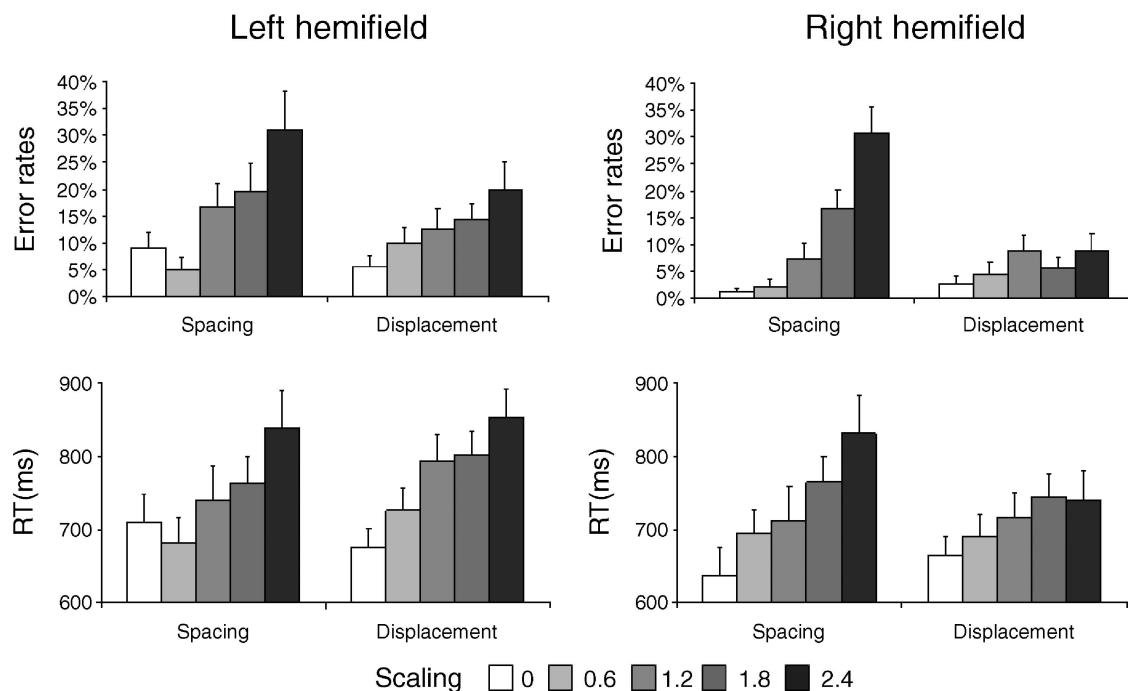 Left hemifield
Right hemifield
Error rates
40%
35%
30%
25%
20%
15%
10%
5%
0%
Spacing
Displacement
Error rates
40%
35%
30%
25%
20%
15%
10%
5%
0%
Spacing
Displacement
RT(ms)
900
800
700
600
Spacing
Displacement
RT(ms)
900
800
700
600
Spacing
Displacement
Scaling 0 0.6 1.2 1.8 2.4